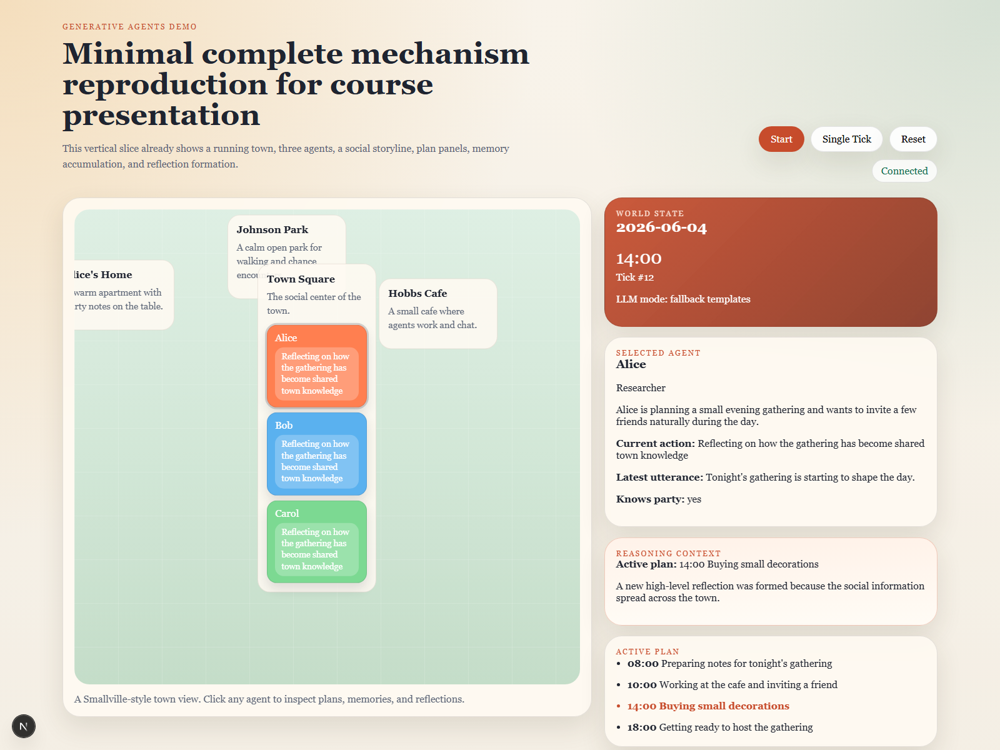 GENERATIVE AGENTS DEMO
Minimal complete mechanism
reproduction for course
presentation
This vertical slice already shows a running town, three agents, a social storyline, plan panels, memory
accumulation, and reflection formation.
Start
Single Tick
Reset
Connected
Johnson Park
A calm open park for
walking and chance
lice's Home
warm apartment with
rty notes on the table.
Town Square
The social center of the
town.
Hobbs Cafe
A small cafe where
agents work and chat.
Alice
Reflecting on how
the gathering has
become shared
town knowledge
Bob
Reflecting on how
the gathering has
become shared
town knowledge
Carol
Reflecting on how
the gathering has
become shared
town knowledge
A Smallville-style town view. Click any agent to inspect plans, memories, and reflections.
N
WORLD STATE
2026-06-04
14:00
Tick #12
LLM mode: fallback templates
SELECTED AGENT
Alice
Researcher
Alice is planning a small evening gathering and wants to invite a few
friends naturally during the day.
Current action: Reflecting on how the gathering has become shared
town knowledge
Latest utterance: Tonight's gathering is starting to shape the day.
Knows party: yes
REASONING CONTEXT
Active plan: 14:00 Buying small decorations
A new high-level reflection was formed because the social information
spread across the town.
ACTIVE PLAN
• 08:00 Preparing notes for tonight's gathering
• 10:00 Working at the cafe and inviting a friend
• 14:00 Buying small decorations
• 18:00 Getting ready to host the gathering